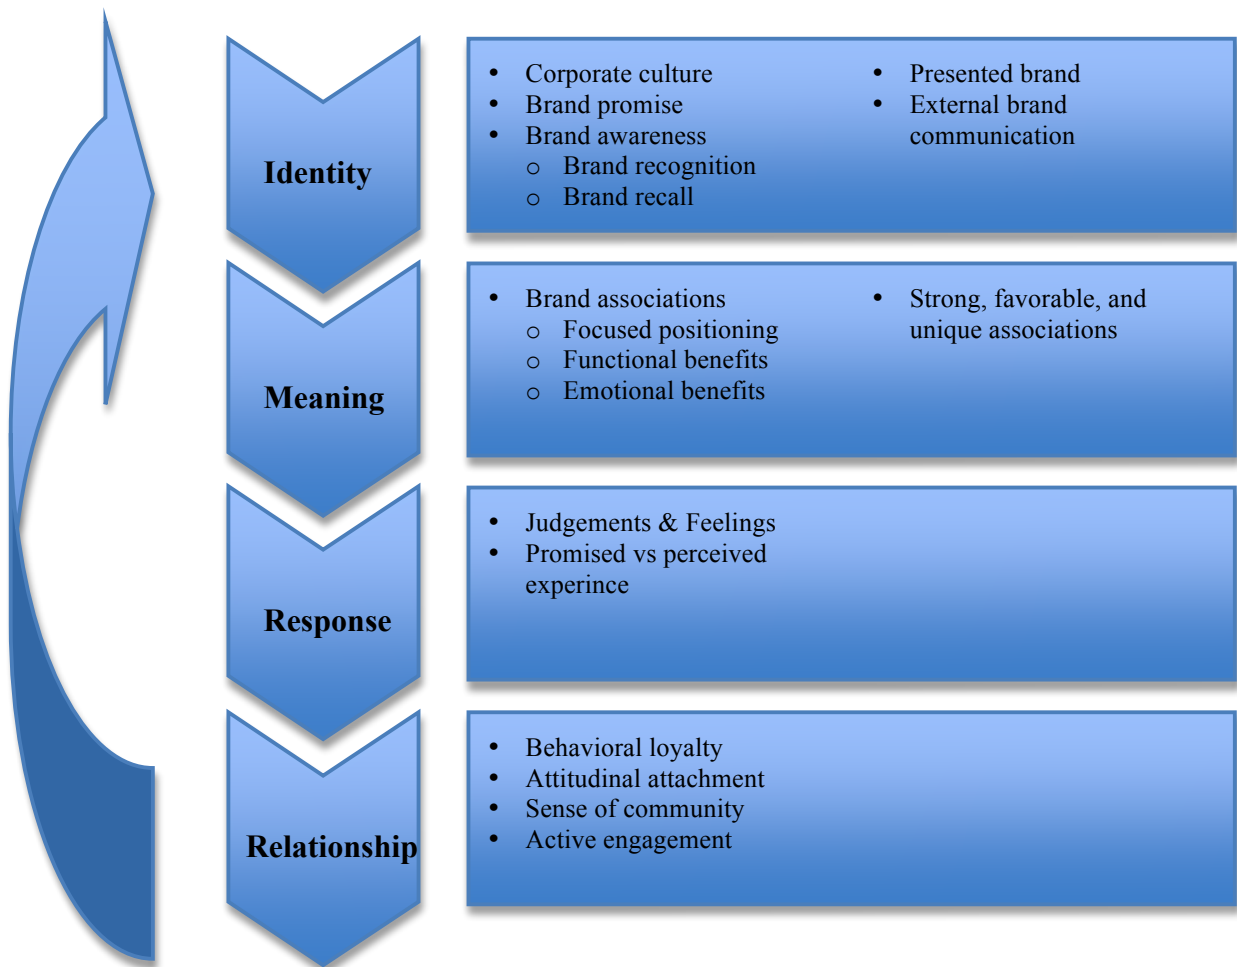 Identity
• Corporate culture
• Brand promise
• Brand awareness
o Brand recognition
o Brand recall
• Presented brand
• External brand
communication
Meaning
• Brand associations
o Focused positioning
o Functional benefits
o Emotional benefits
• Strong, favorable, and
unique associations
Response
• Judgements & Feelings
• Promised vs perceived
experince
Relationship
• Behavioral loyalty
• Attitudinal attachment
• Sense of community
• Active engagement